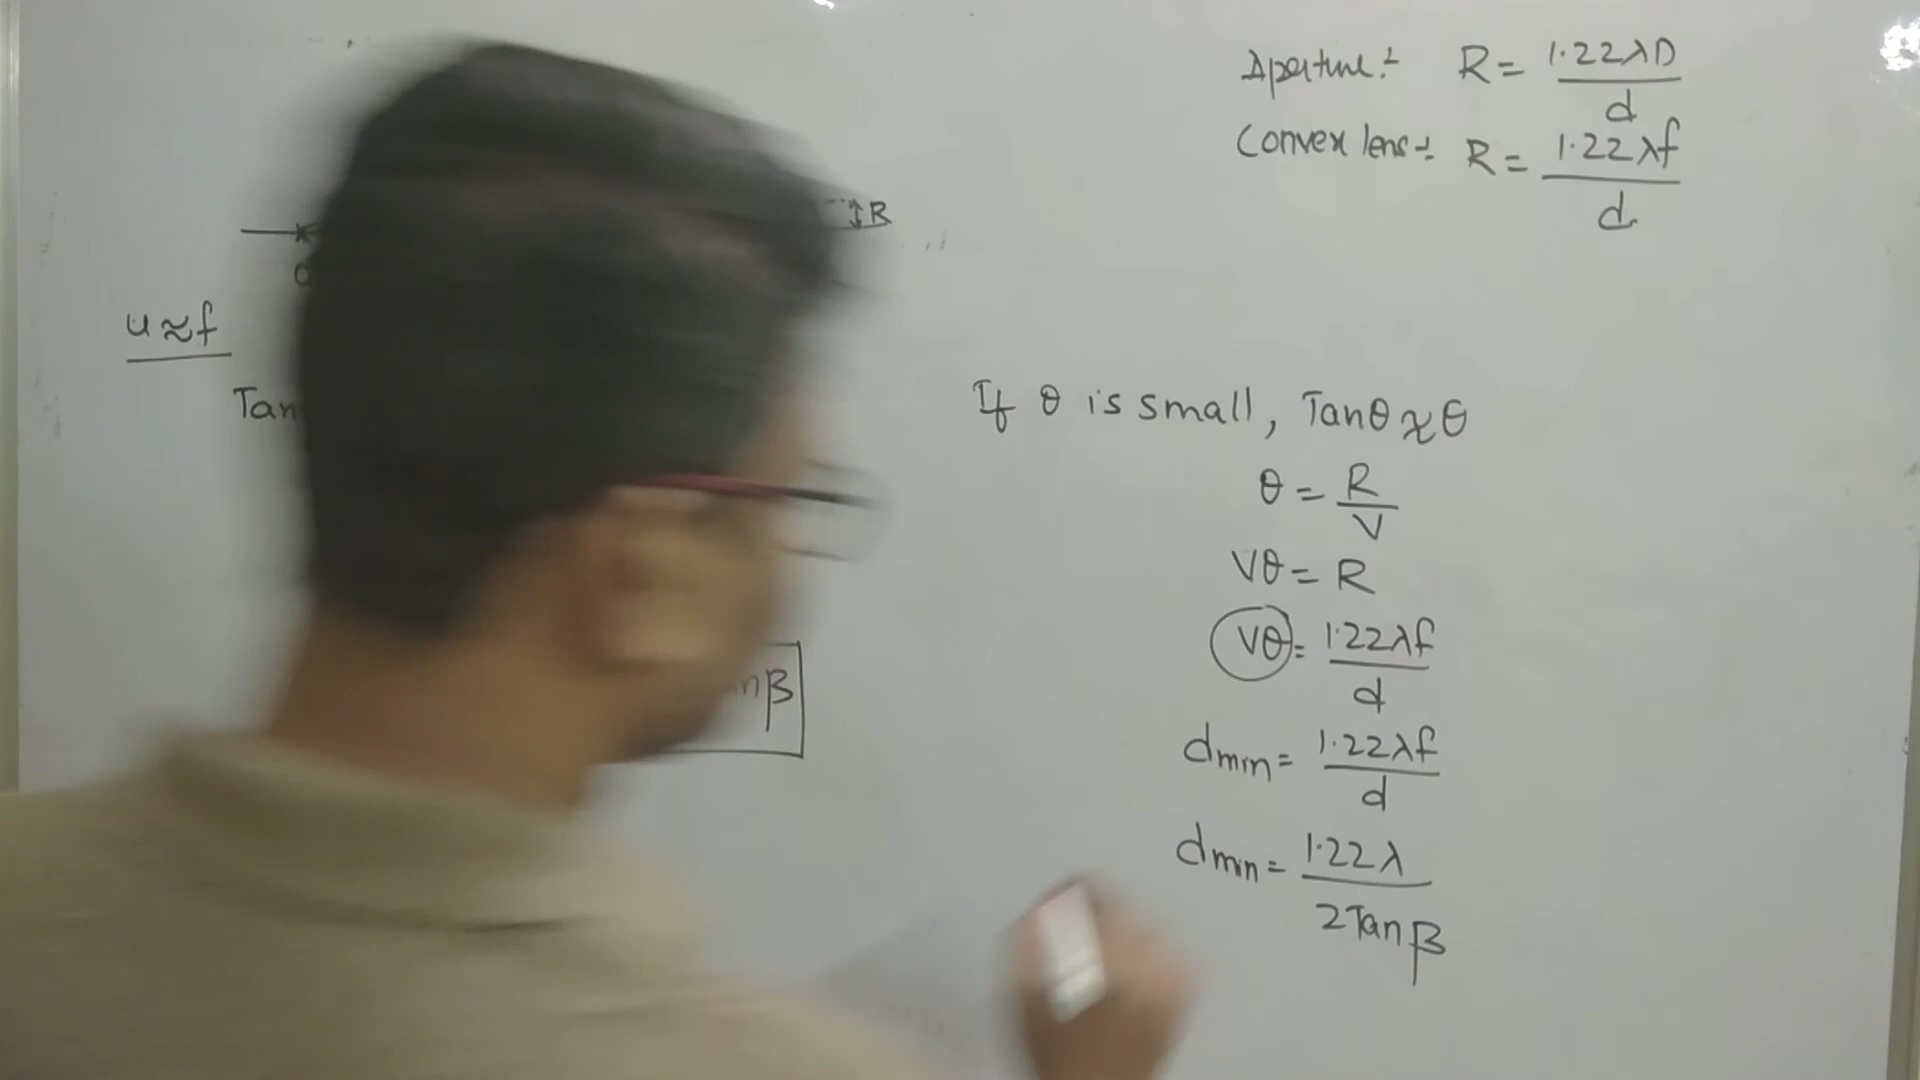 Aperture:- R = 1.22λD/d
Convex lens:- R = 1.22λf/d
R
u≈f
Tan
If θ is small, Tanθ≈θ
θ = R/V
Vθ = R
Vθ = 1.22λf/d
nβ
dmin = 1.22λf/d
dmin = 1.22λ/2Tanβ